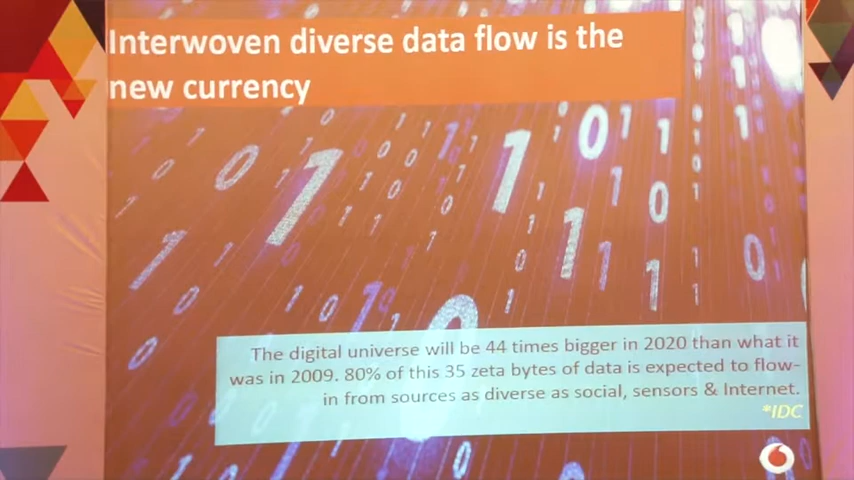 Interwoven diverse data flow is the
new currency
The digital universe will be 44 times bigger in 2020 than what it
was in 2009. 80% of this 35 zeta bytes of data is expected to flow-
in from sources as diverse as social, sensors & Internet.
*IDC